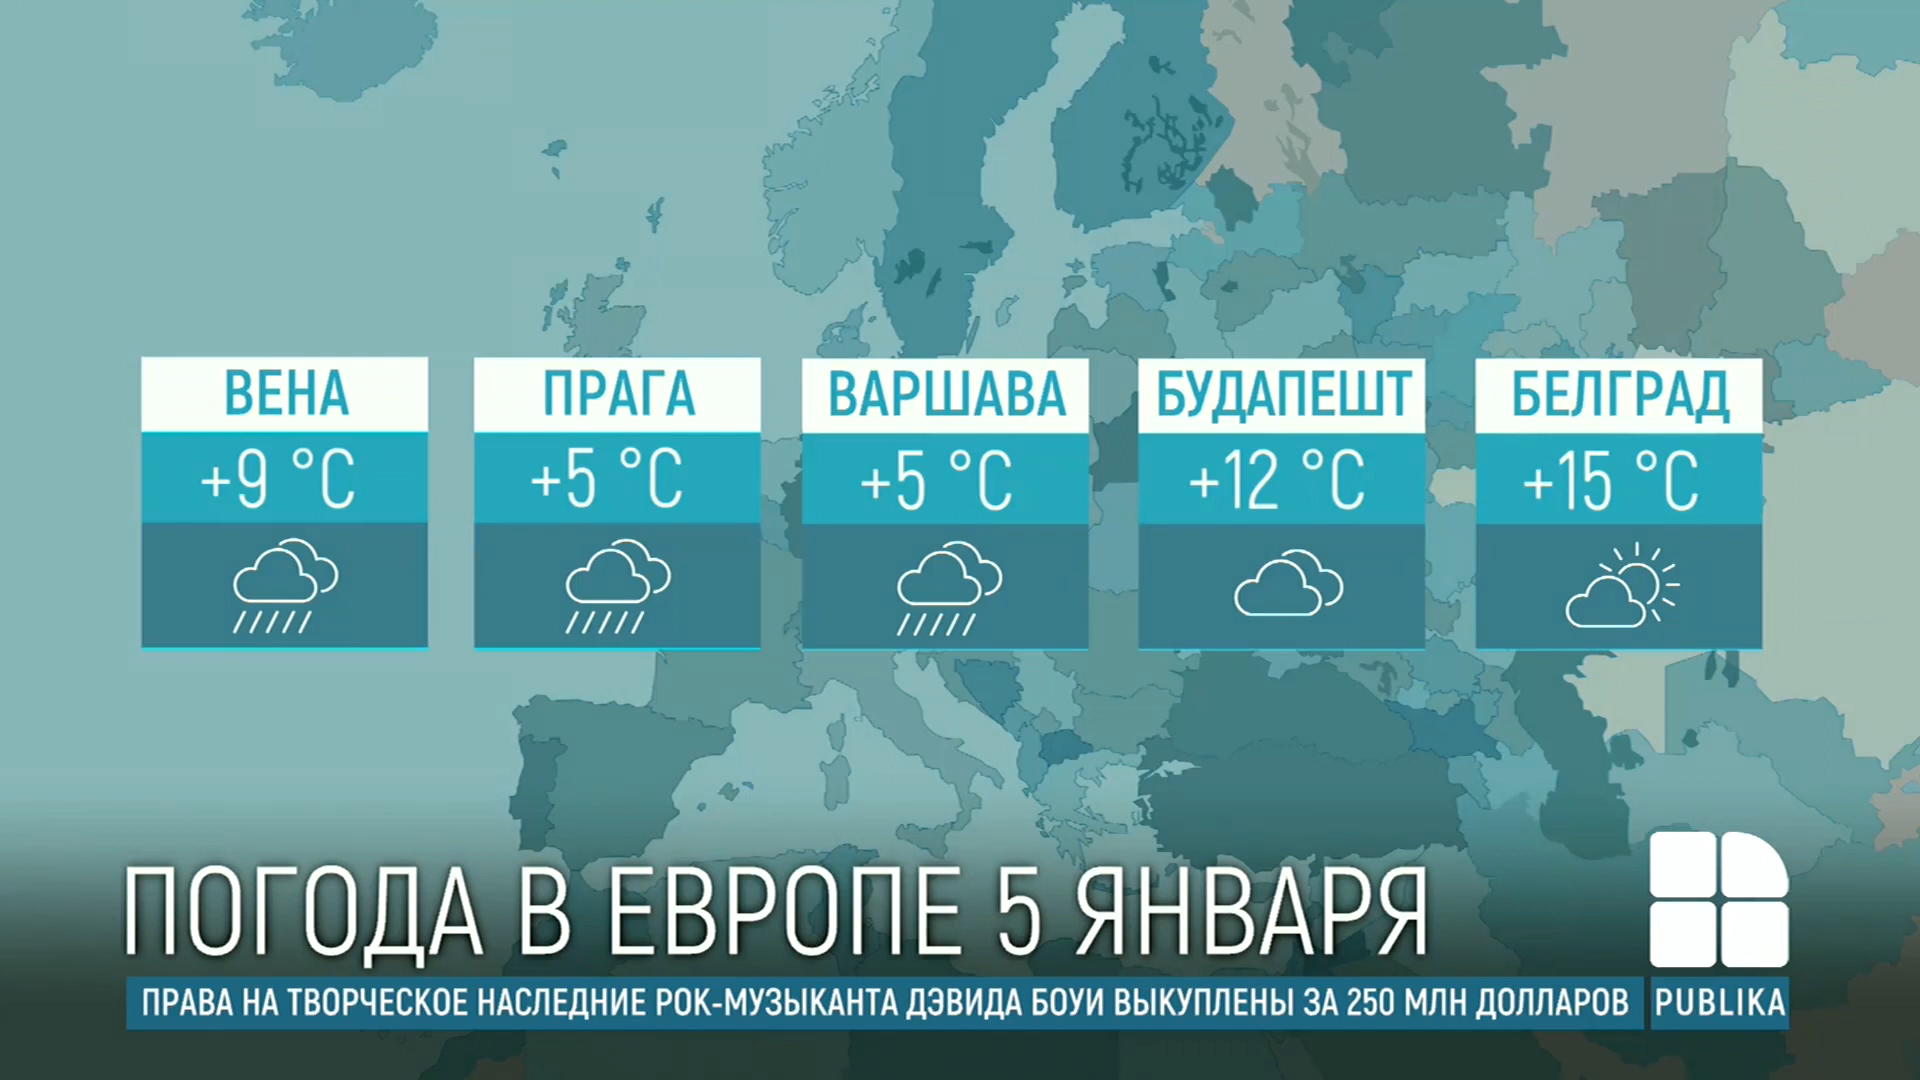 ВЕНА
+9 °C
ПРАГА
+5 °C
ВАРШАВА
+5 °C
БУДАПЕШТ
+12 °C
БЕЛГРАД
+15 °C
ПОГОДА В ЕВРОПЕ 5 ЯНВАРЯ
ПРАВА НА ТВОРЧЕСКОЕ НАСЛЕДНИЕ РОК-МУЗЫКАНТА ДЭВИДА БОУИ ВЫКУПЛЕНЫ ЗА 250 МЛН ДОЛЛАРОВ
PUBLIKA